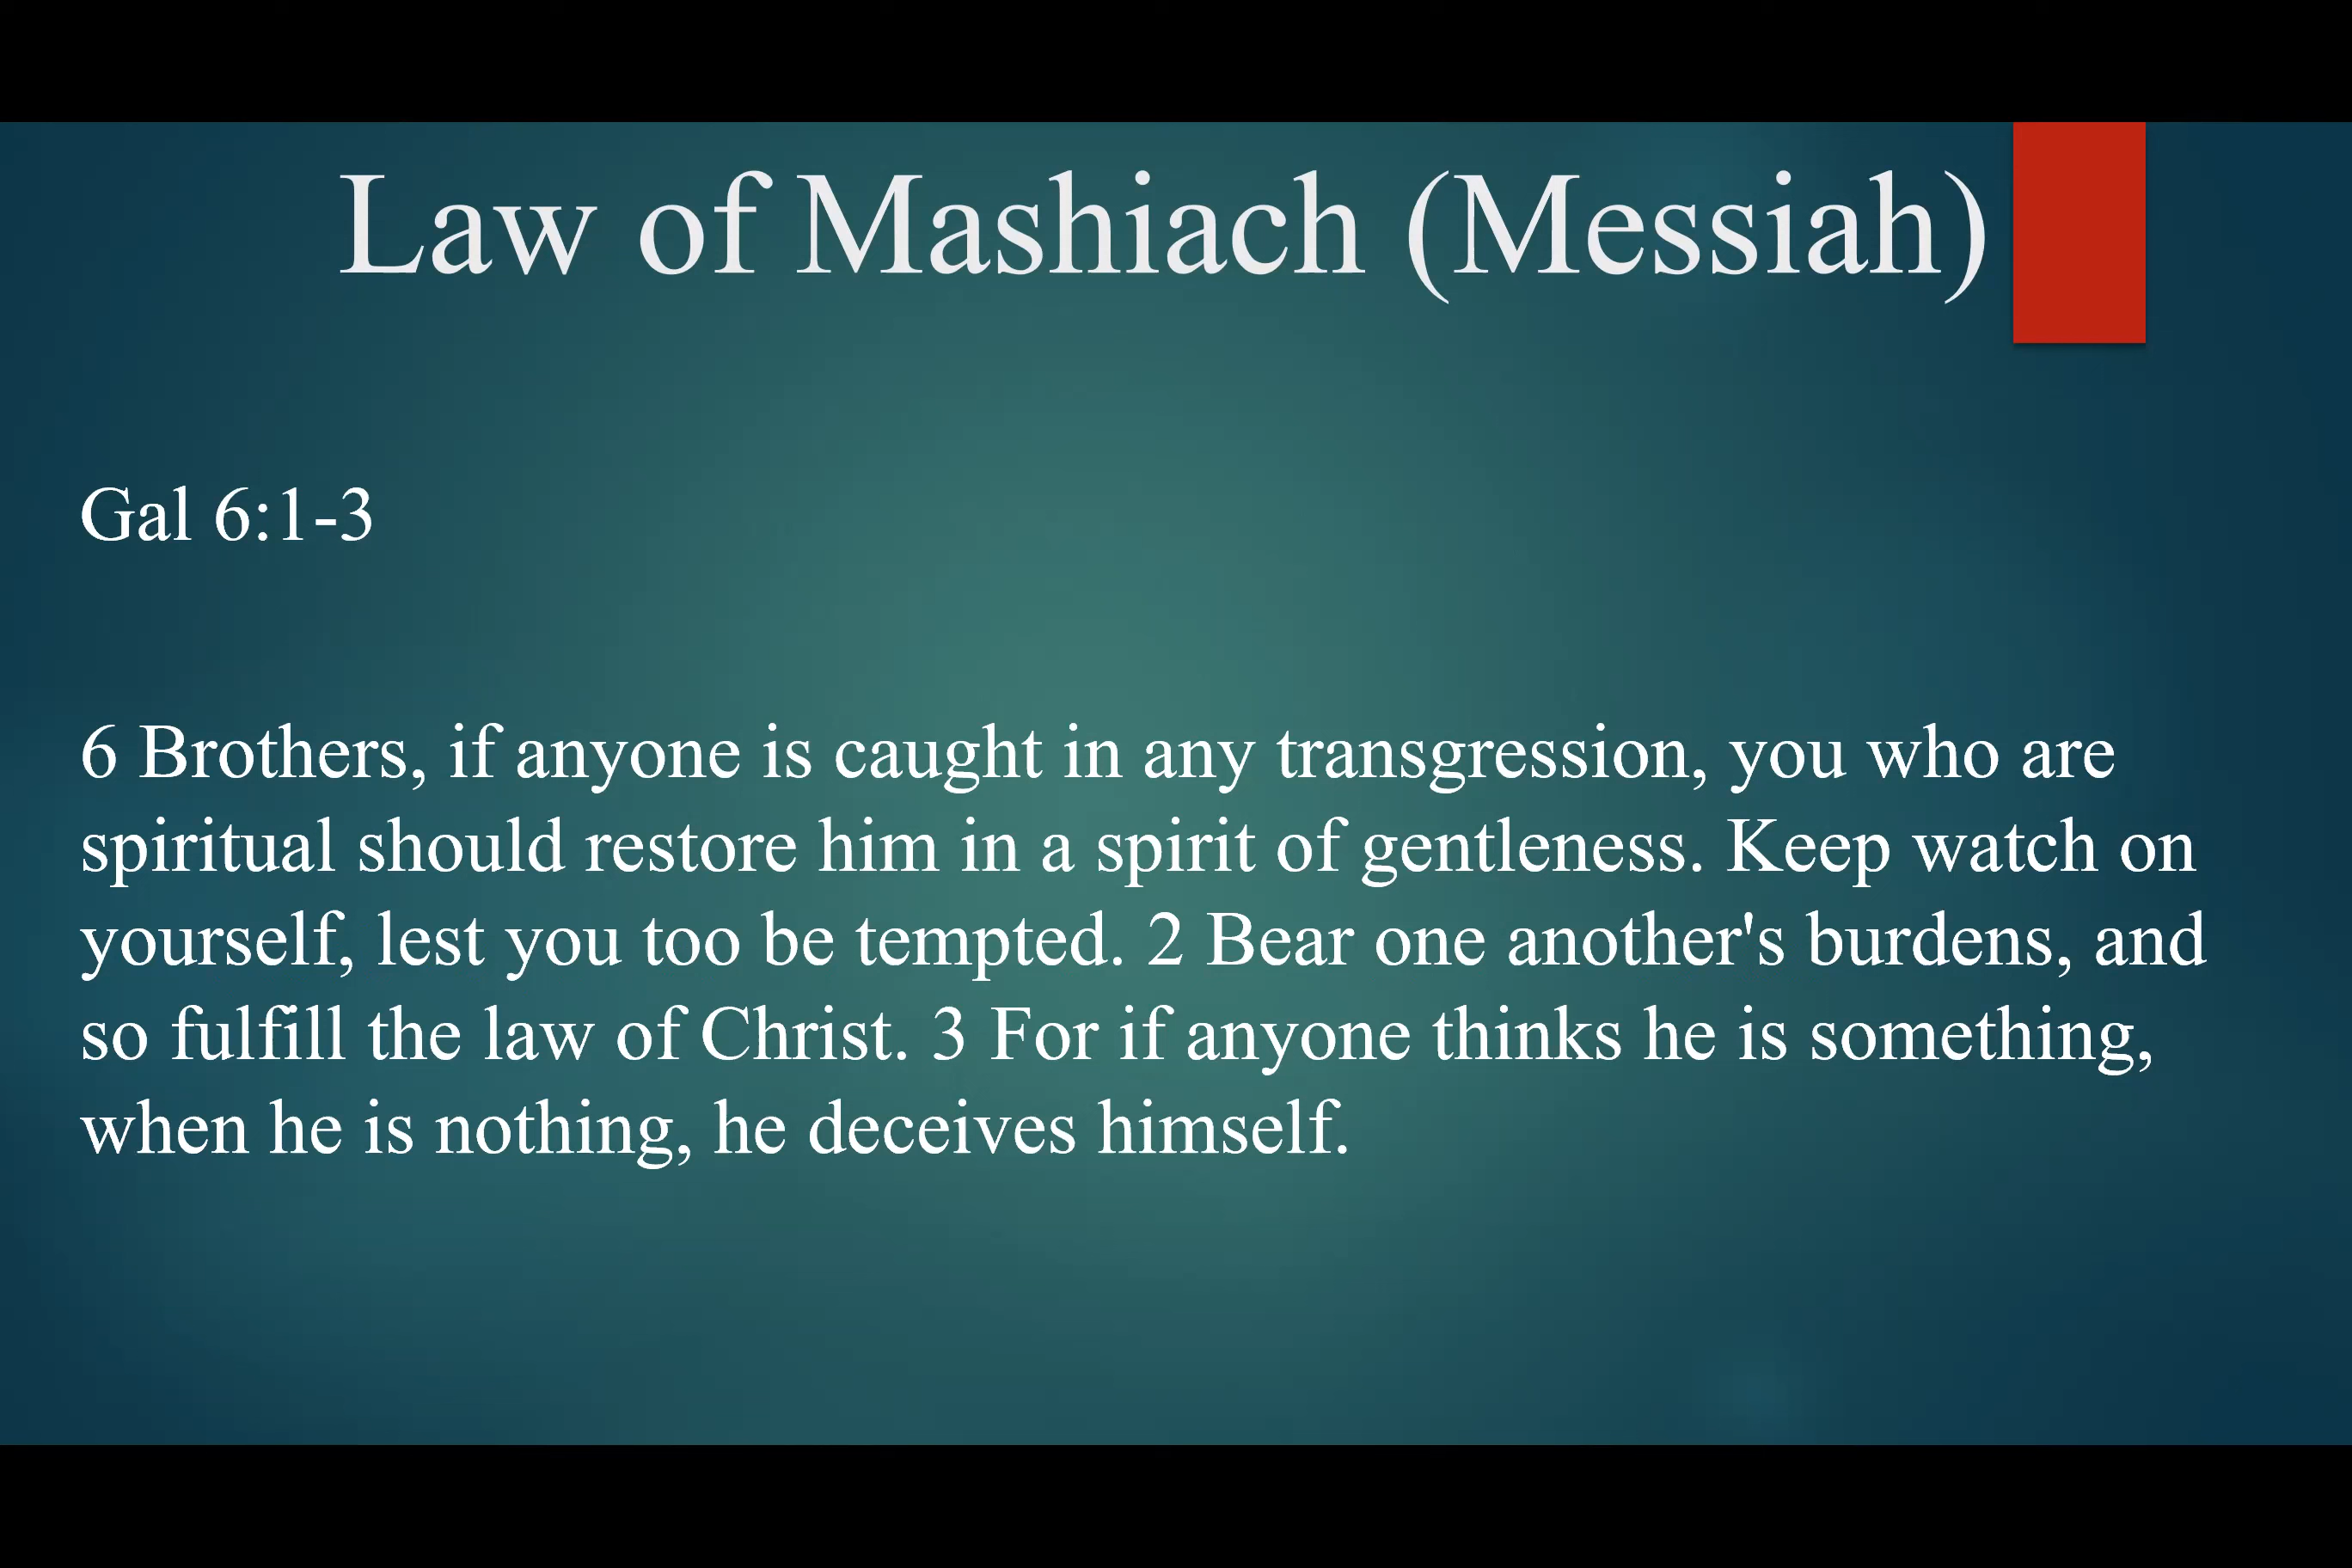 Law of Mashiach (Messiah)
Gal 6:1-3
6 Brothers, if anyone is caught in any transgression, you who are
spiritual should restore him in a spirit of gentleness. Keep watch on
yourself, lest you too be tempted. 2 Bear one another's burdens, and
so fulfill the law of Christ. 3 For if anyone thinks he is something,
when he is nothing, he deceives himself.